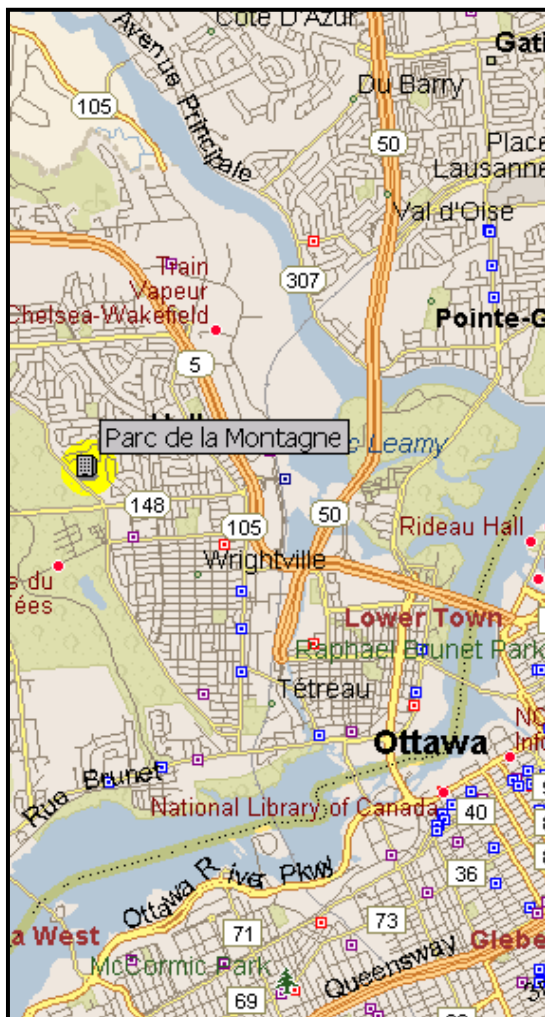 Côte D'Azur
Gati
Avenue Principale
Du Barry
105
50
Place
Lausanne
Val d'Oise
Train
Vapeur
Chelsea-Wakefield
307
Pointe-G
5
Parc de la Montagne
c Leamy
148
105
50
Rideau Hall
Wrightville
s du
ées
Lower Town
Raphael Brunet Park
Tétreau
NC
Info
Ottawa
Rue Brunet
National Library of Canada
40
36
Ottawa River Pkwy
73
71
a West
Glebe
McCormic Park
Queensway
69